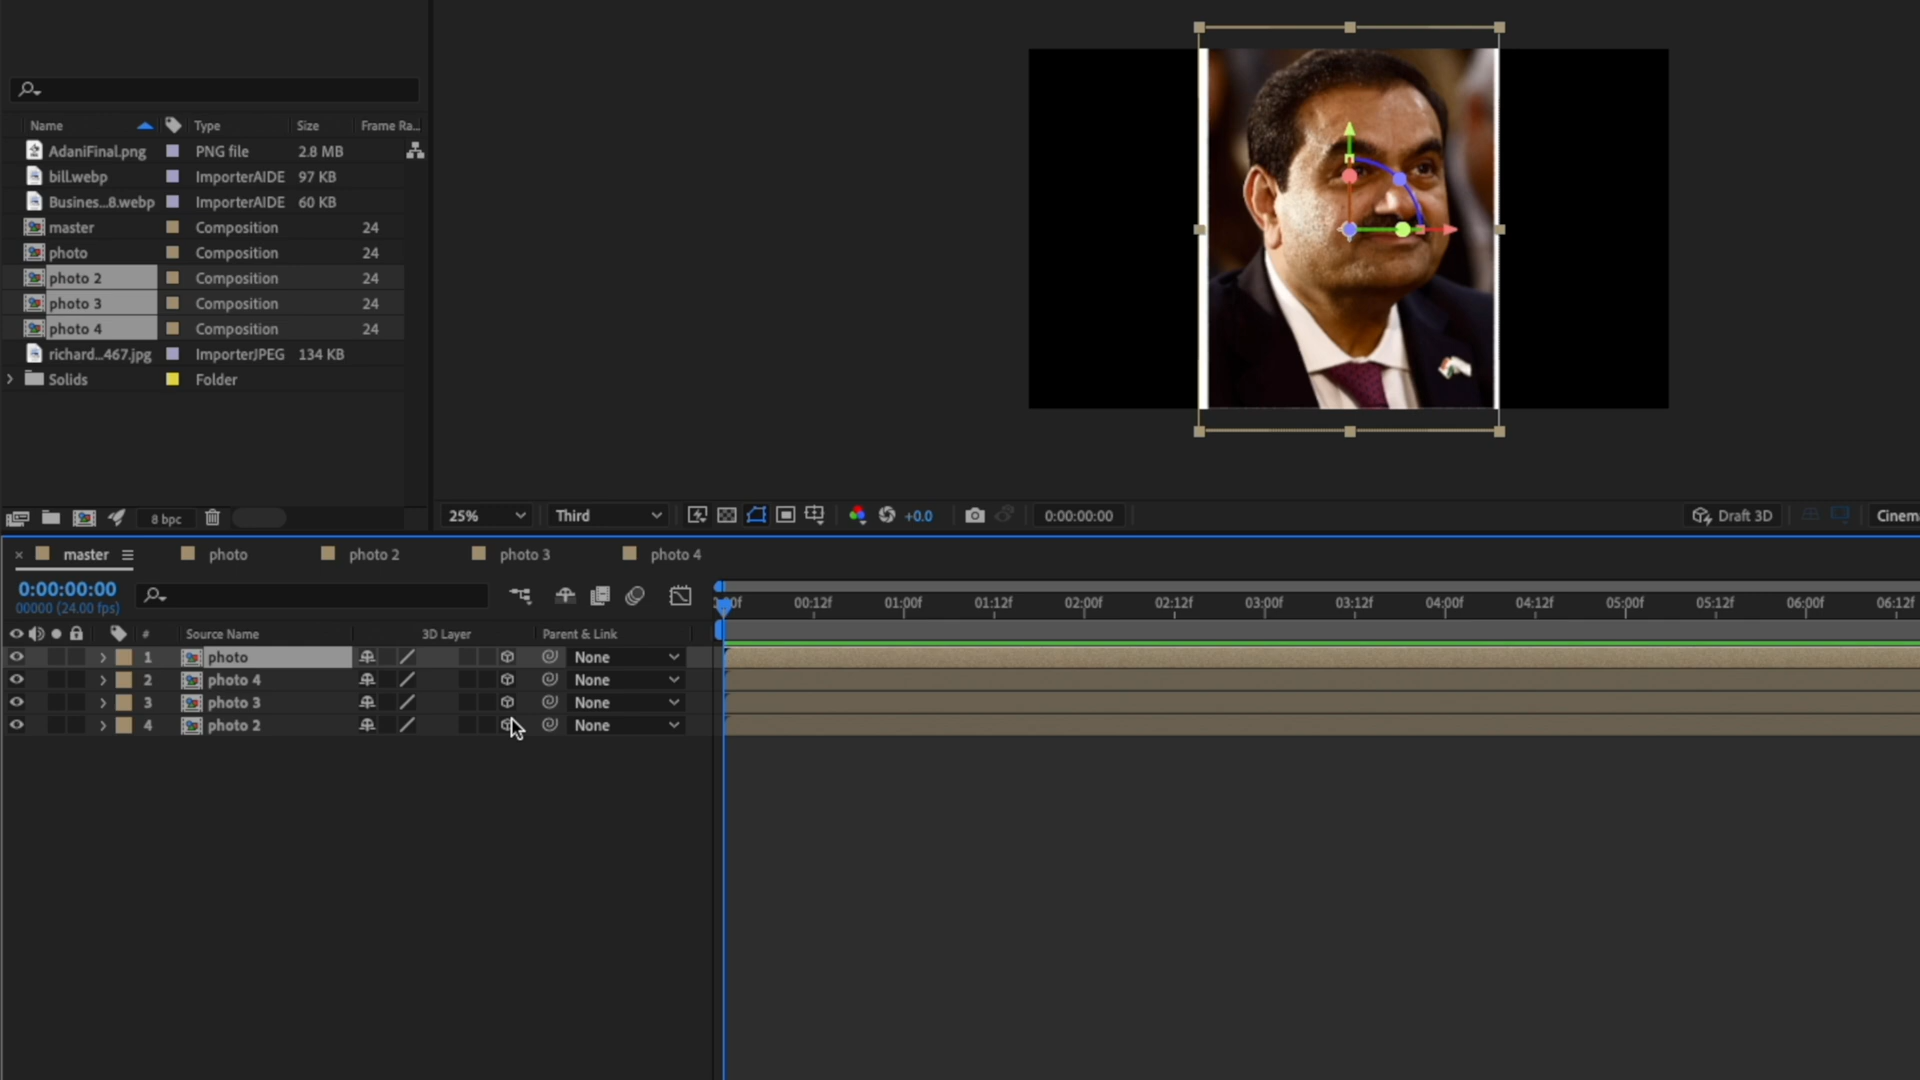 Name Type Size Frame Ra...
AdaniFinal.png PNG file 2.8 MB
bill.webp ImporterAIDE 97 KB
Busines...8.webp ImporterAIDE 60 KB
master Composition 24
photo Composition 24
photo 2 Composition 24
photo 3 Composition 24
photo 4 Composition 24
richard...467.jpg ImporterJPEG 134 KB
Solids Folder
8 bpc
25% Third +0.0 0:00:00:00 Draft 3D Cinem
× master photo photo 2 photo 3 photo 4
0:00:00:00
00000 (24.00 fps)
00f 00:12f 01:00f 01:12f 02:00f 02:12f 03:00f 03:12f 04:00f 04:12f 05:00f 05:12f 06:00f 06:12f
# Source Name 3D Layer Parent & Link
1 photo None
2 photo 4 None
3 photo 3 None
4 photo 2 None